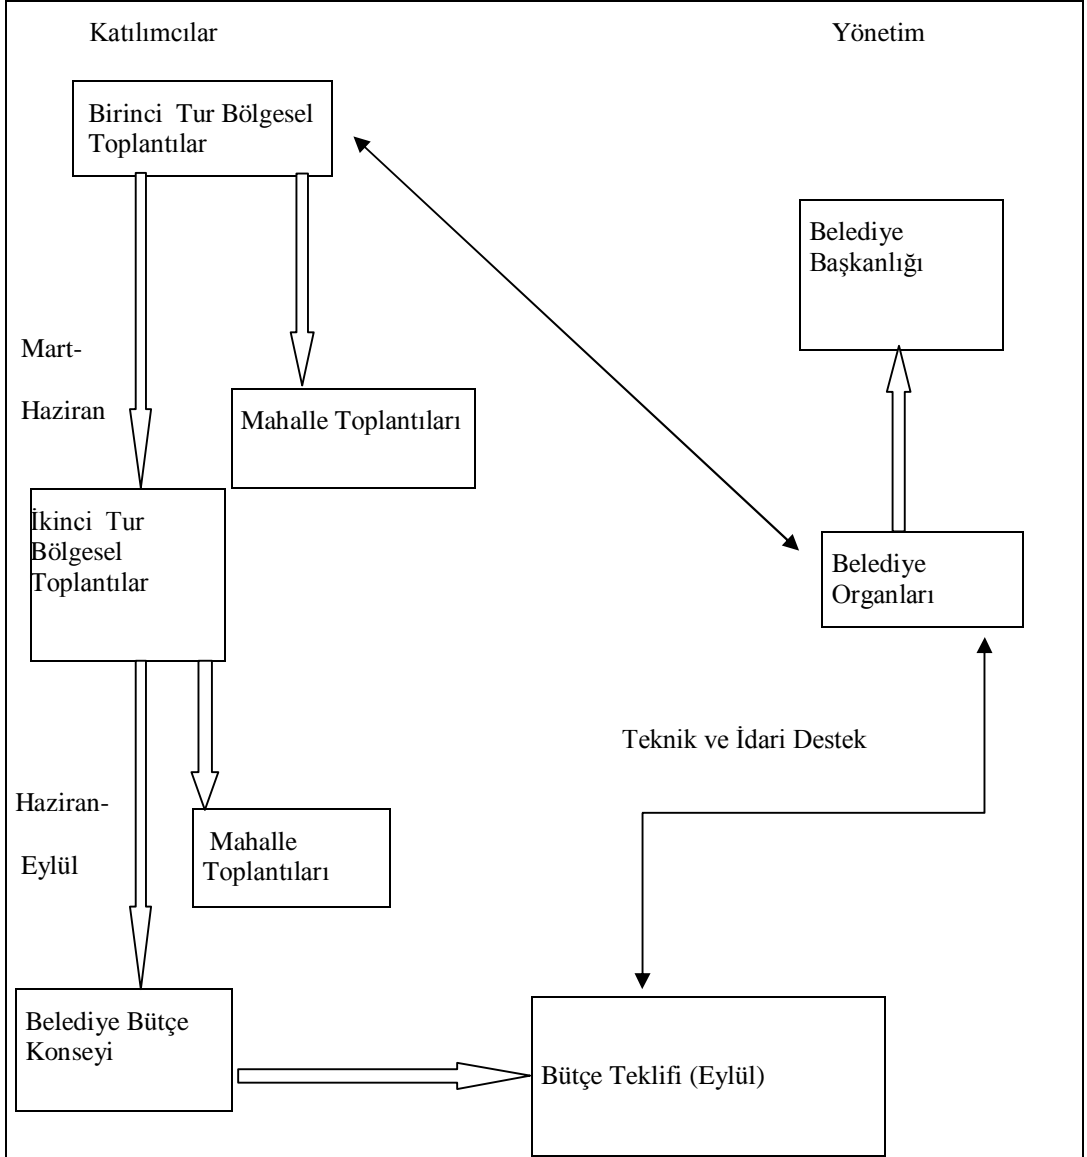 Katılımcılar
Yönetim
Birinci Tur Bölgesel
Toplantılar
Belediye
Başkanlığı
Mart-
Haziran
Mahalle Toplantıları
İkinci Tur
Bölgesel
Toplantılar
Belediye
Organları
Teknik ve İdari Destek
Haziran-
Eylül
Mahalle
Toplantıları
Belediye Bütçe
Konseyi
Bütçe Teklifi (Eylül)